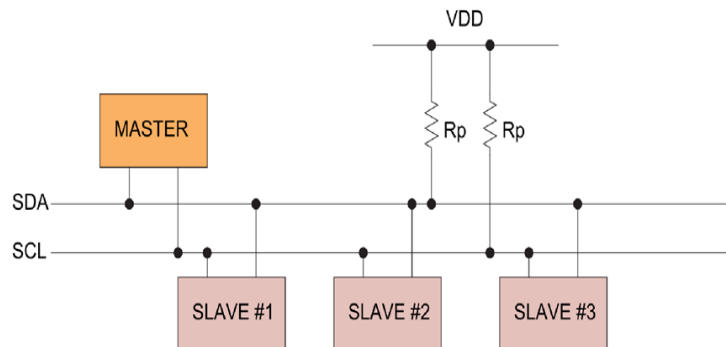 VDD
MASTER
Rp
Rp
SDA
SCL
SLAVE #1
SLAVE #2
SLAVE #3